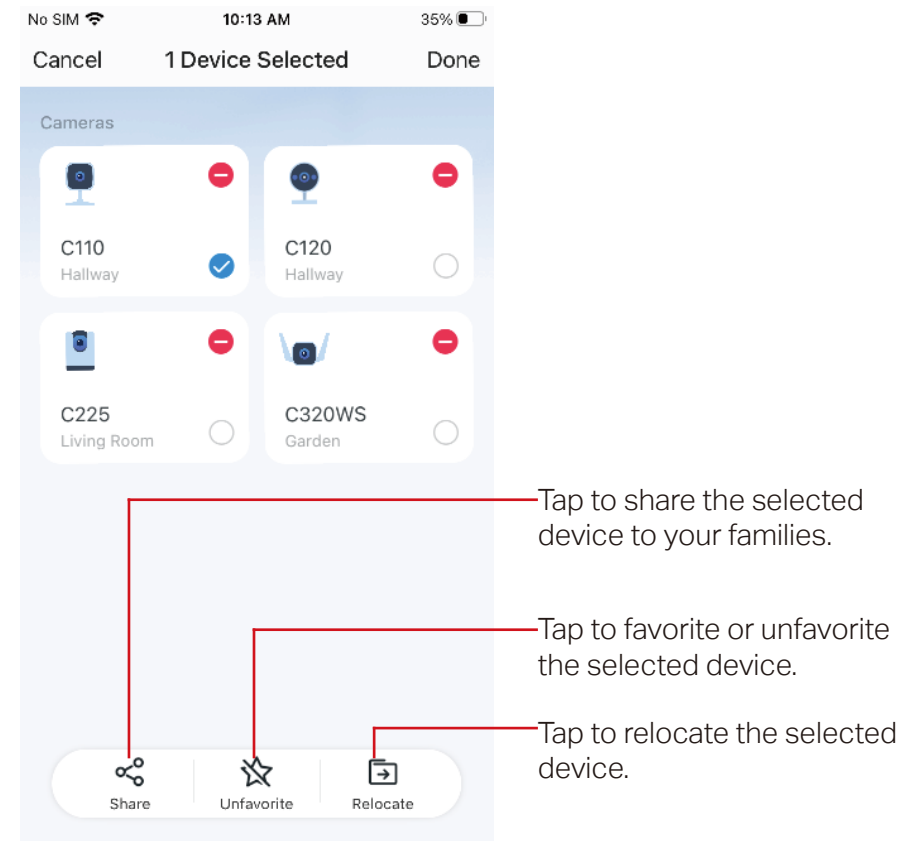 No SIM 10:13 AM 35%
Cancel 1 Device Selected Done
Cameras
C110 C120
Hallway Hallway
C225 C320WS
Living Room Garden
Tap to share the selected
device to your families.
Tap to favorite or unfavorite
the selected device.
Tap to relocate the selected
device.
Share Unfavorite Relocate